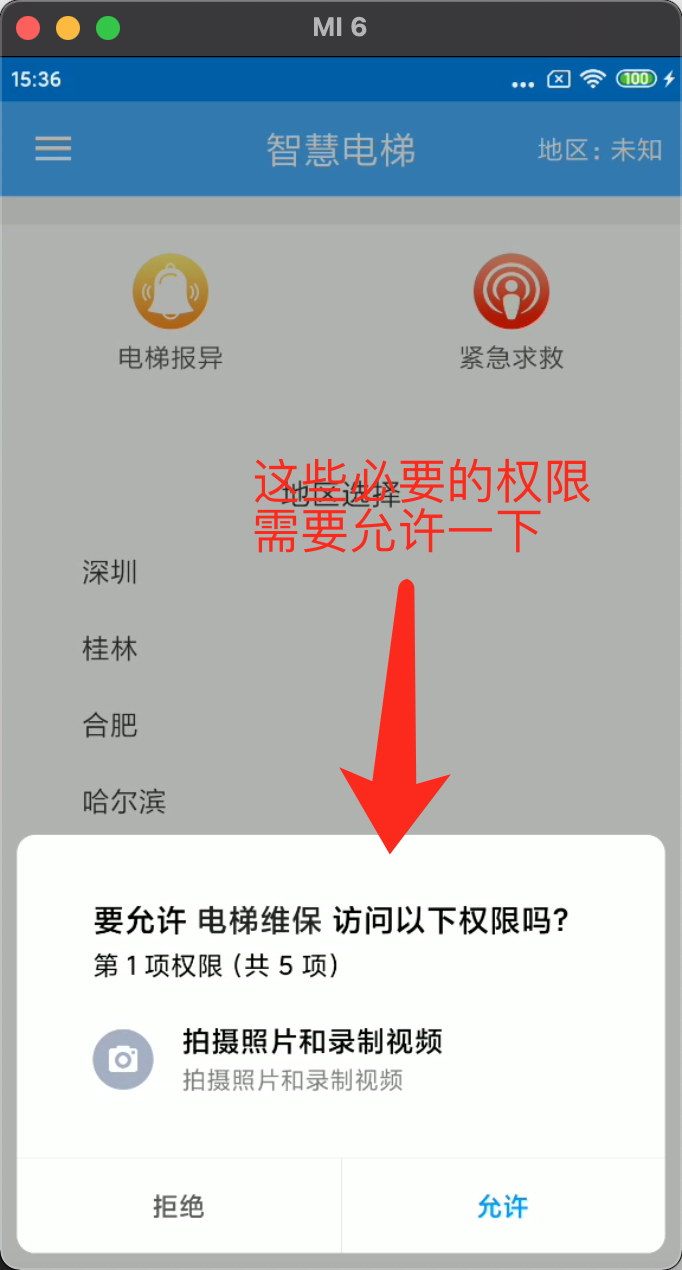 MI 6
15:36
100
智慧电梯
地区：未知
电梯报异
紧急求救
这些必要的权限
地区选择
需要允许一下
深圳
桂林
合肥
哈尔滨
要允许 电梯维保 访问以下权限吗?
第 1 项权限 (共 5 项)
拍摄照片和录制视频
拍摄照片和录制视频
拒绝
允许